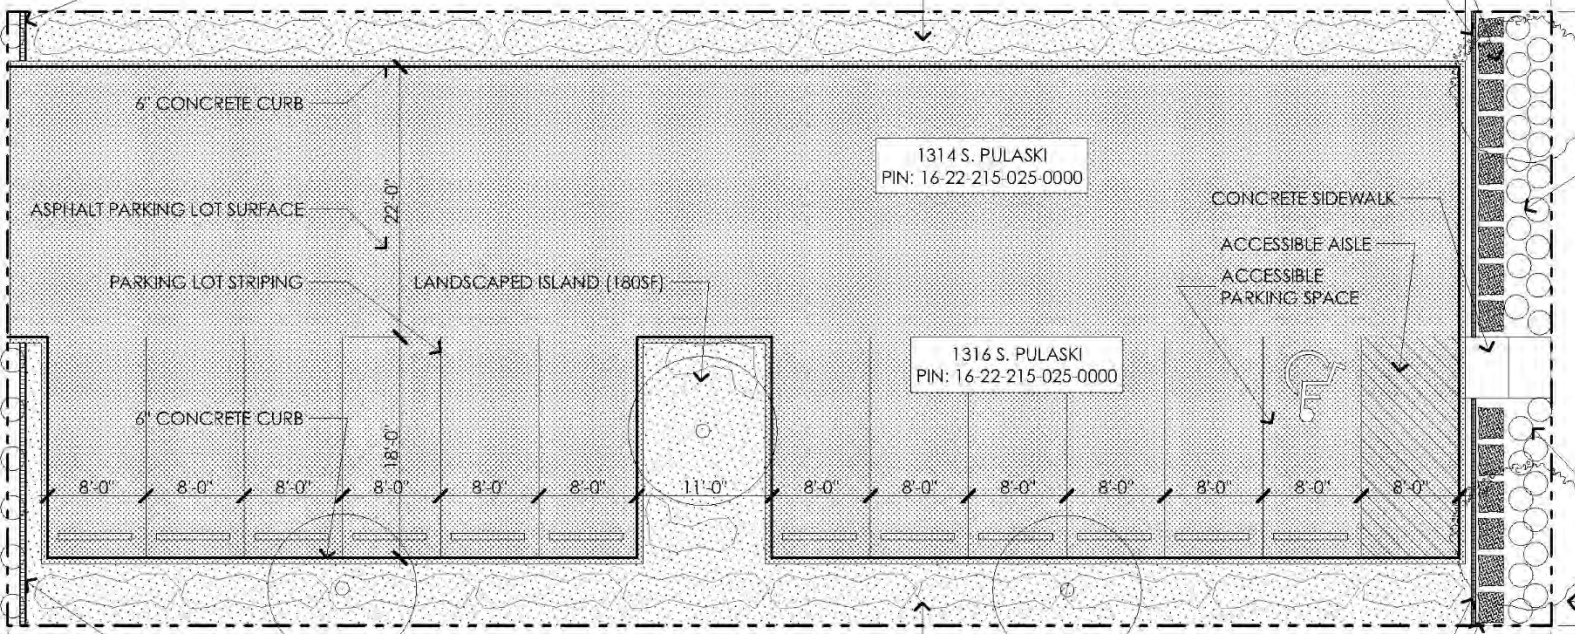 6" CONCRETE CURB
1314 S. PULASKI
PIN: 16-22-215-025-0000
22'-0"
ASPHALT PARKING LOT SURFACE
CONCRETE SIDEWALK
ACCESSIBLE AISLE
PARKING LOT STRIPING
LANDSCAPED ISLAND (180SF)
ACCESSIBLE
PARKING SPACE
1316 S. PULASKI
PIN: 16-22-215-025-0000
6" CONCRETE CURB
18'-0"
8'-0" 8'-0" 8'-0" 8'-0" 8'-0" 8'-0" 11'-0" 8'-0" 8'-0" 8'-0" 8'-0" 8'-0" 8'-0" 8'-0"